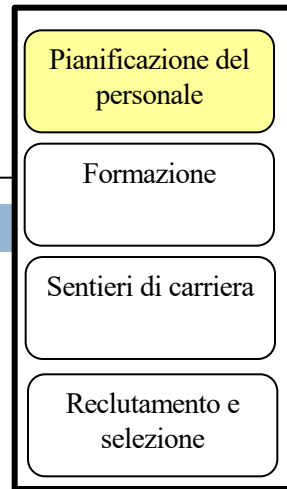 Pianificazione del
personale
Formazione
Sentieri di carriera
Reclutamento e
selezione